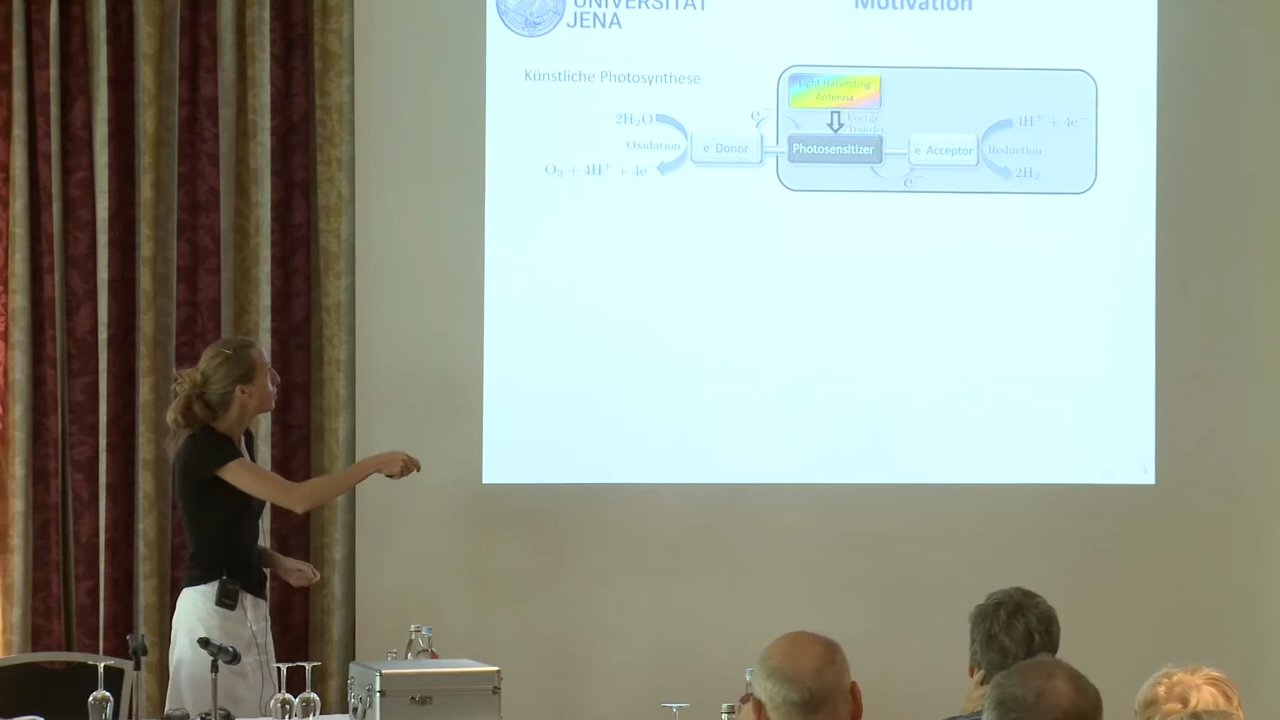 UNIVERSITÄT
JENA
Motivation
Künstliche Photosynthese
Light Harvesting
Antenna
Energy
Transfer
2H₂O
Oxidation
O₂ + 4H⁺ + 4e⁻
e⁻
e⁻ Donor
Photosensitizer
e⁻ Acceptor
e⁻
4H⁺ + 4e⁻
Reduction
2H₂
5